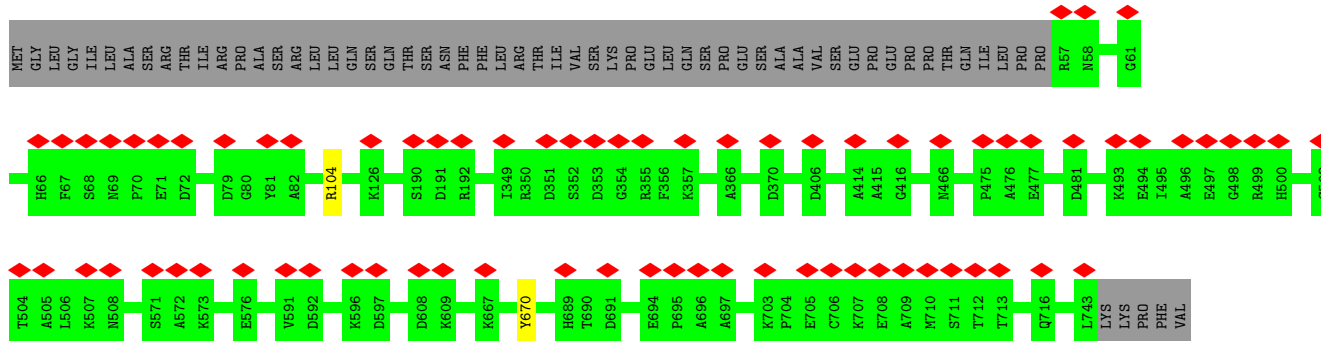 MET GLY LEU GLY ILE LEU ALA SER ARG THR ILE ARG PRO ALA SER ARG LEU LEU GLN SER GLN THR SER ASN PHE PHE LEU ARG THR ILE VAL SER LYS PRO GLU LEU GLN SER PRO GLU SER ALA ALA VAL SER GLU PRO GLU PRO PRO THR GLN ILE LEU PRO PRO R57 N58 G61
H66 F67 S68 N69 P70 E71 D72 D79 G80 Y81 A82 R104 K126 S190 D191 R192 I349 R350 D351 S352 D353 G354 R355 F356 K357 A366 D370 D406 A414 A415 G416 N466 P475 A476 E477 D481 K493 E494 I495 A496 E497 G498 R499 H500
T504 A505 L506 K507 N508 S571 A572 K573 E576 V591 D592 K596 D597 D608 K609 K667 Y670 H689 T690 D691 E694 P695 A696 A697 K703 P704 E705 C706 K707 E708 A709 M710 S711 T712 T713 Q716 L743 LYS LYS PRO PHE VAL